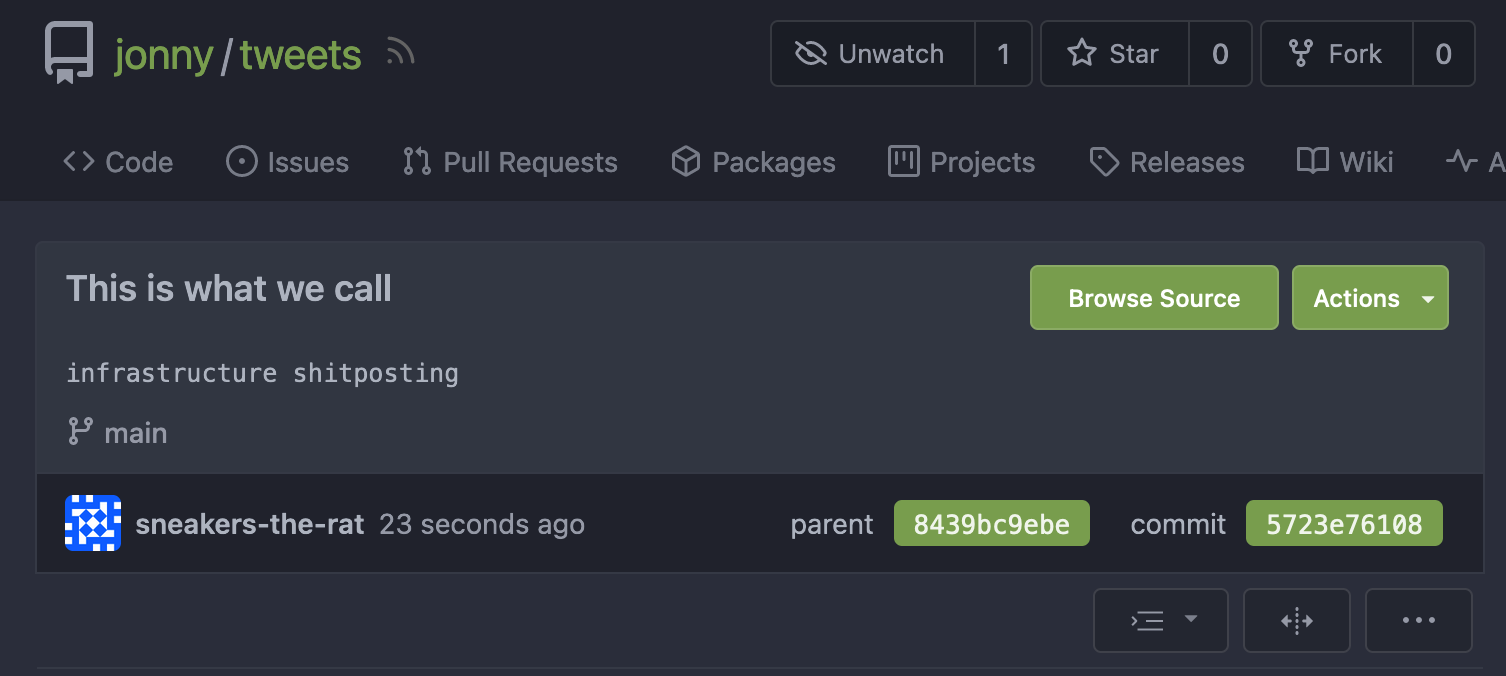 jonny/tweets
Unwatch 1 Star 0 Fork 0
Code Issues Pull Requests Packages Projects Releases Wiki A
This is what we call
Browse Source Actions
infrastructure shitposting
main
sneakers-the-rat 23 seconds ago parent 8439bc9ebe commit 5723e76108